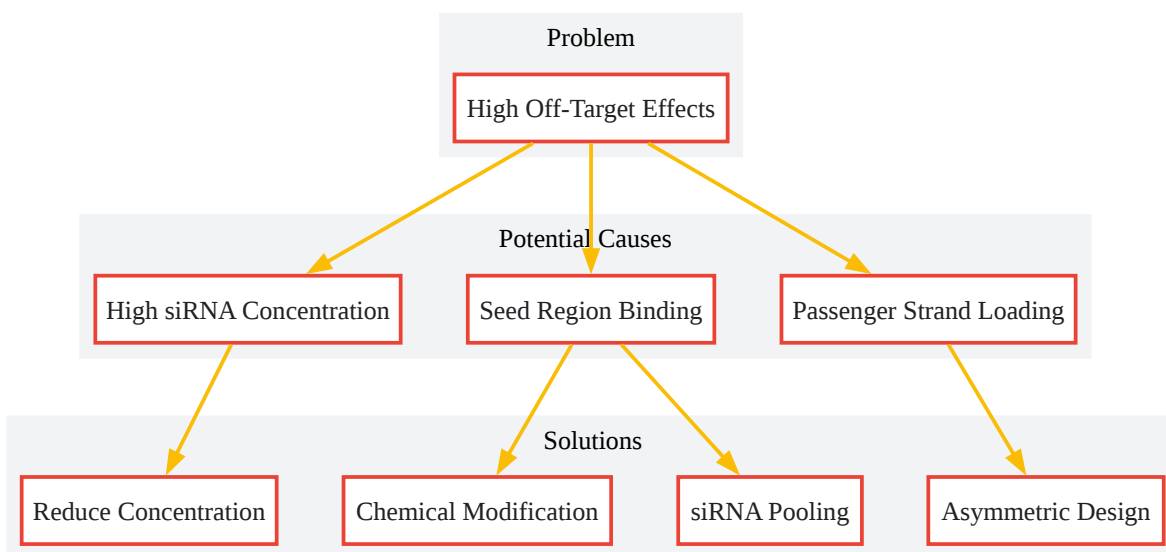 Problem
High Off-Target Effects
Potential Causes
High siRNA Concentration
Seed Region Binding
Passenger Strand Loading
Solutions
Reduce Concentration
Chemical Modification
siRNA Pooling
Asymmetric Design